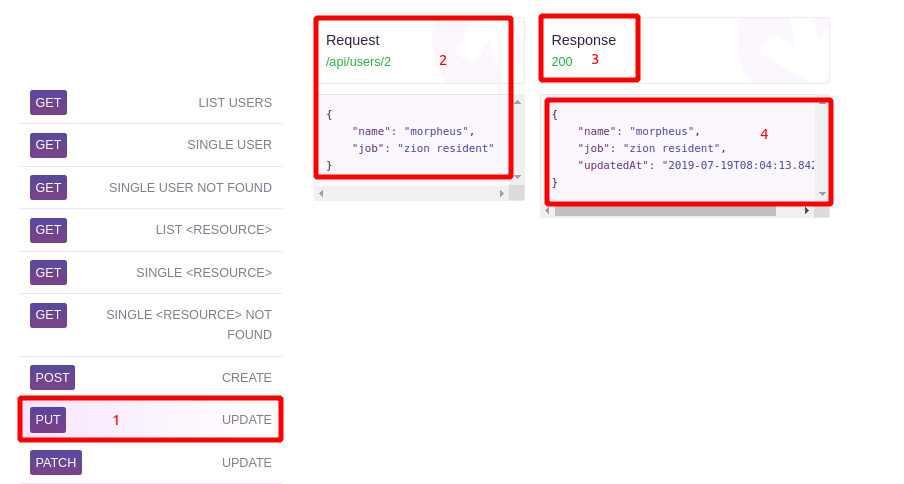 GET LIST USERS
GET SINGLE USER
GET SINGLE USER NOT FOUND
GET LIST <RESOURCE>
GET SINGLE <RESOURCE>
GET SINGLE <RESOURCE> NOT
FOUND
POST CREATE
PUT 1 UPDATE
PATCH UPDATE
Request
/api/users/2 2
{
"name": "morpheus",
"job": "zion resident"
}
Response
200 3
{
"name": "morpheus", 4
"job": "zion resident",
"updatedAt": "2019-07-19T08:04:13.842
}